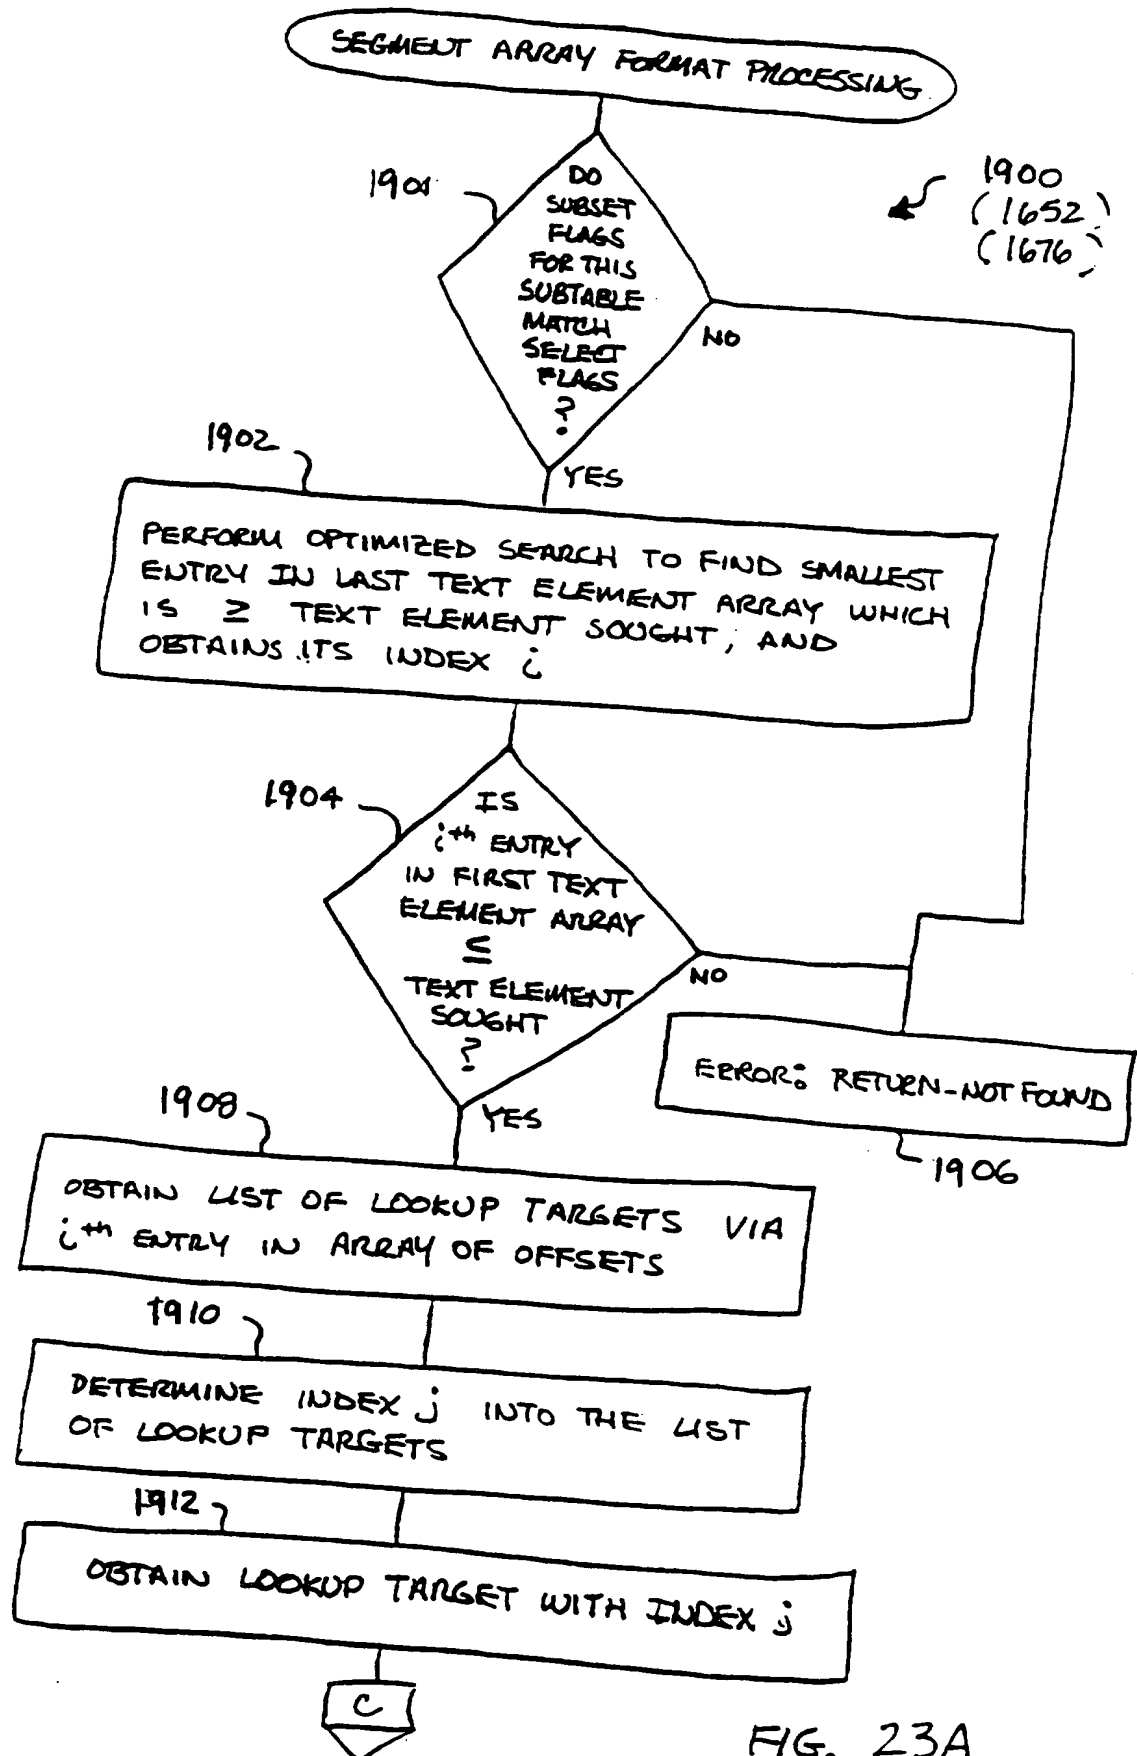 SEGMENT ARRAY FORMAT PROCESSING
1901
DO
SUBSET
FLAGS
FOR THIS
SUBTABLE
MATCH
SELECT
FLAGS
?
1900
(1652)
(1676)
NO
YES
1902
PERFORM OPTIMIZED SEARCH TO FIND SMALLEST
ENTRY IN LAST TEXT ELEMENT ARRAY WHICH
IS ≥ TEXT ELEMENT SOUGHT, AND
OBTAINS ITS INDEX i
1904
IS
ith ENTRY
IN FIRST TEXT
ELEMENT ARRAY
≤
TEXT ELEMENT
SOUGHT
?
NO
YES
ERROR: RETURN-NOT FOUND
1906
1908
OBTAIN LIST OF LOOKUP TARGETS VIA
ith ENTRY IN ARRAY OF OFFSETS
1910
DETERMINE INDEX j INTO THE LIST
OF LOOKUP TARGETS
1912
OBTAIN LOOKUP TARGET WITH INDEX j
C
FIG. 23A